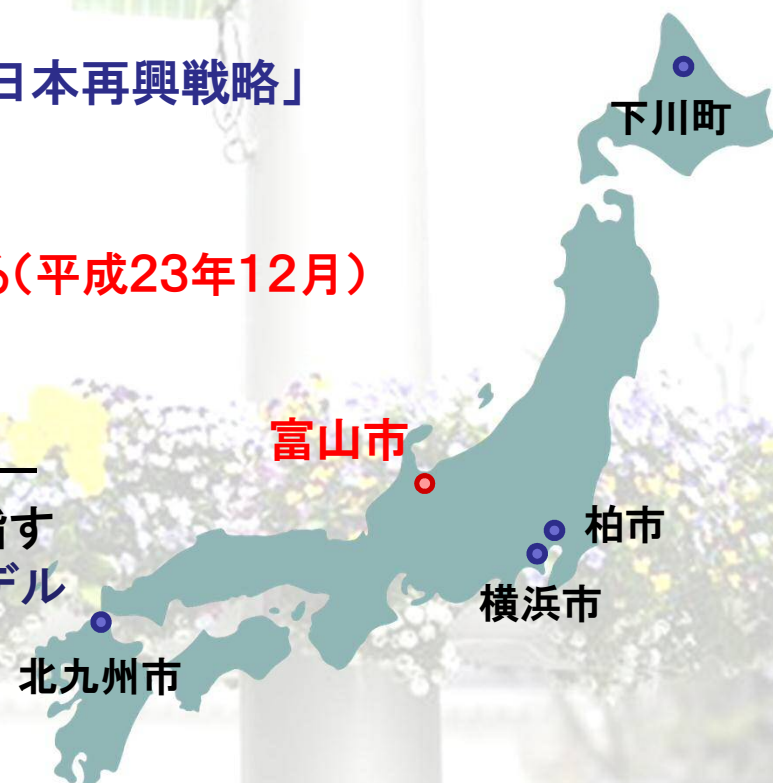 日本再興戦略」
下川町
(平成23年12月)
富山市
指す
柏市
デル
横浜市
北九州市